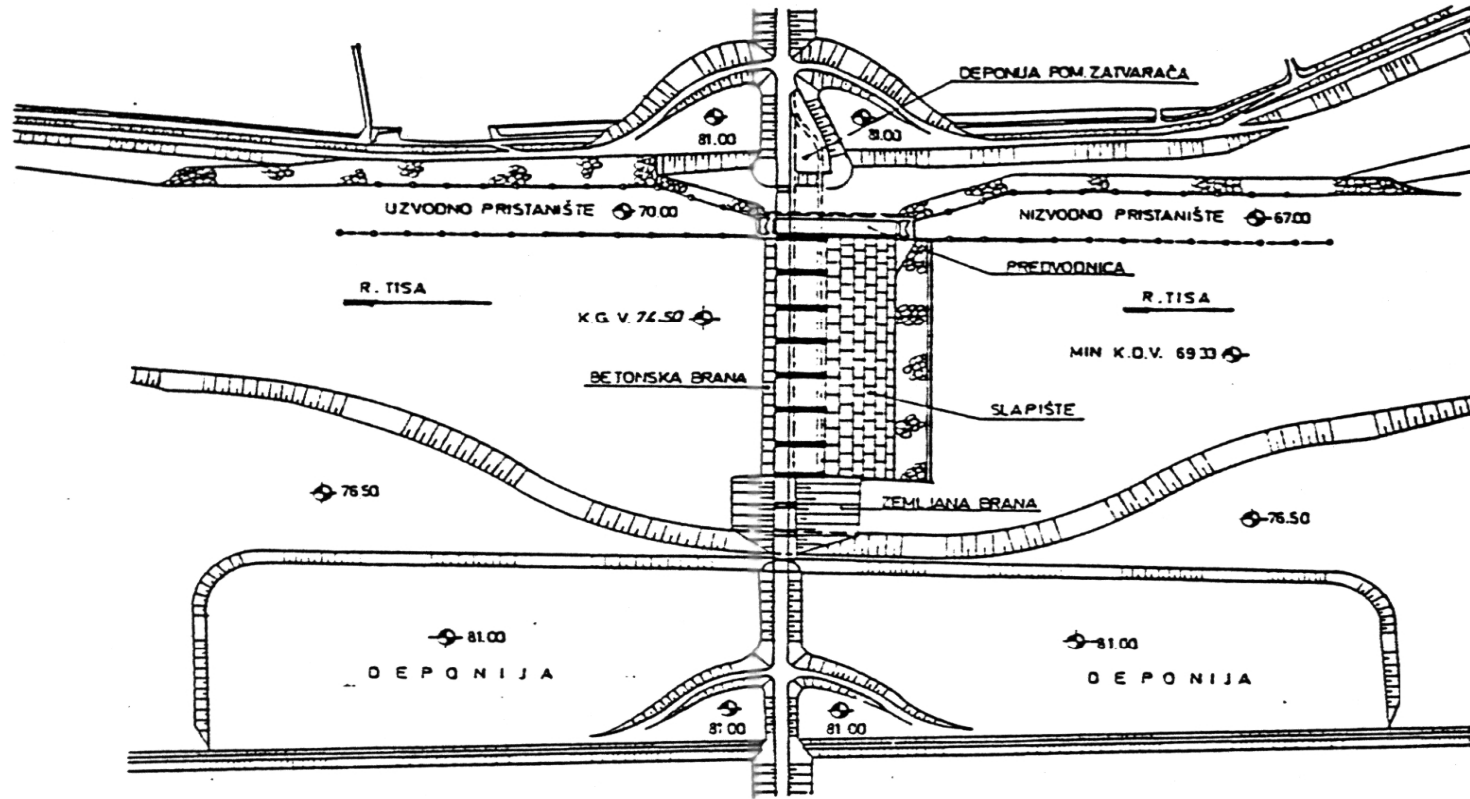 DEPONIJA POM. ZATVARAČA
81.00
81.00
UZVODNO PRISTANIŠTE 70.00
NIZVODNO PRISTANIŠTE 67.00
PREDVODNICA
R. TISA
R. TISA
K.G.V. 74.50
MIN K.D.V. 69.33
BETONSKA BRANA
SLAPIŠTE
76.50
ZEMLJANA BRANA
76.50
81.00
81.00
DEPONIJA
DEPONIJA
81.00
81.00